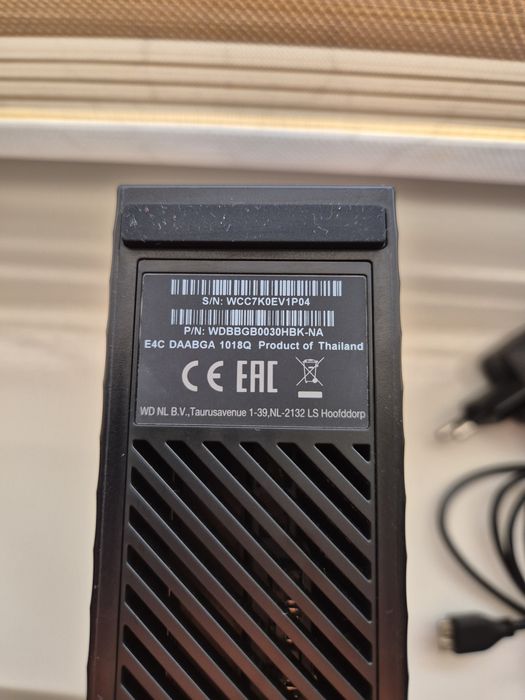 S/N: WCC7K0EV1P04
P/N: WDBBGB0030HBK-NA
E4C DAABGA 1018Q Product of Thailand
CE EAC
WD NL B.V.,Taurusavenue 1-39,NL-2132 LS Hoofddorp